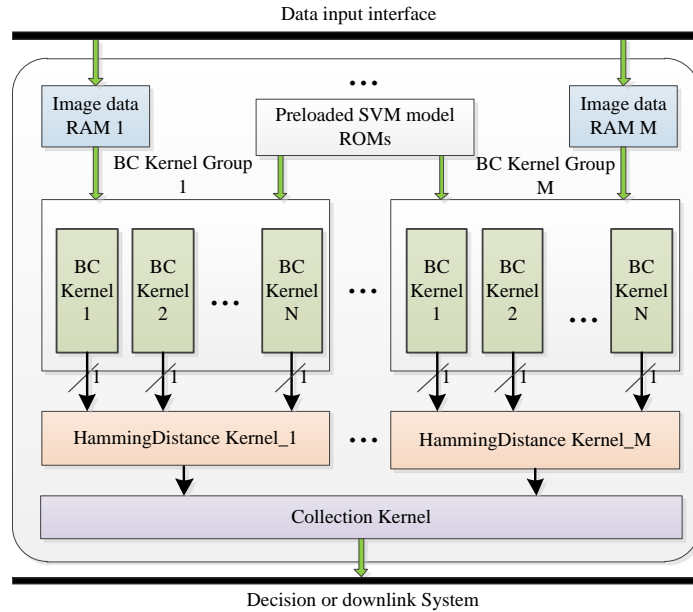 Data input interface
Image data
RAM 1
...
Preloaded SVM model
ROMs
Image data
RAM M
BC Kernel Group
1
BC Kernel Group
M
BC
Kernel
1
BC
Kernel
2
...
BC
Kernel
N
...
BC
Kernel
1
BC
Kernel
2
...
BC
Kernel
N
1
1
1
1
1
1
HammingDistance Kernel_1
...
HammingDistance Kernel_M
Collection Kernel
Decision or downlink System